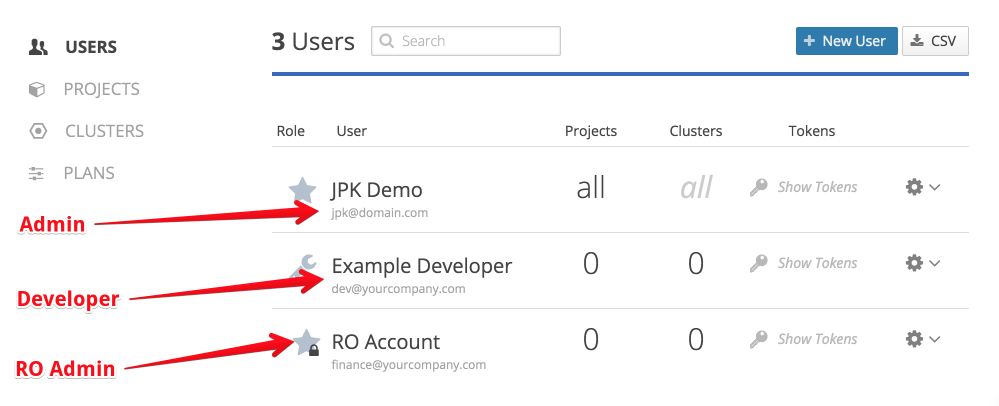 USERS
PROJECTS
CLUSTERS
PLANS
3 Users
Search
+ New User
CSV
Role User Projects Clusters Tokens
JPK Demo all all Show Tokens
jpk@domain.com
Admin
Example Developer 0 0 Show Tokens
dev@yourcompany.com
Developer
RO Account 0 0 Show Tokens
finance@yourcompany.com
RO Admin